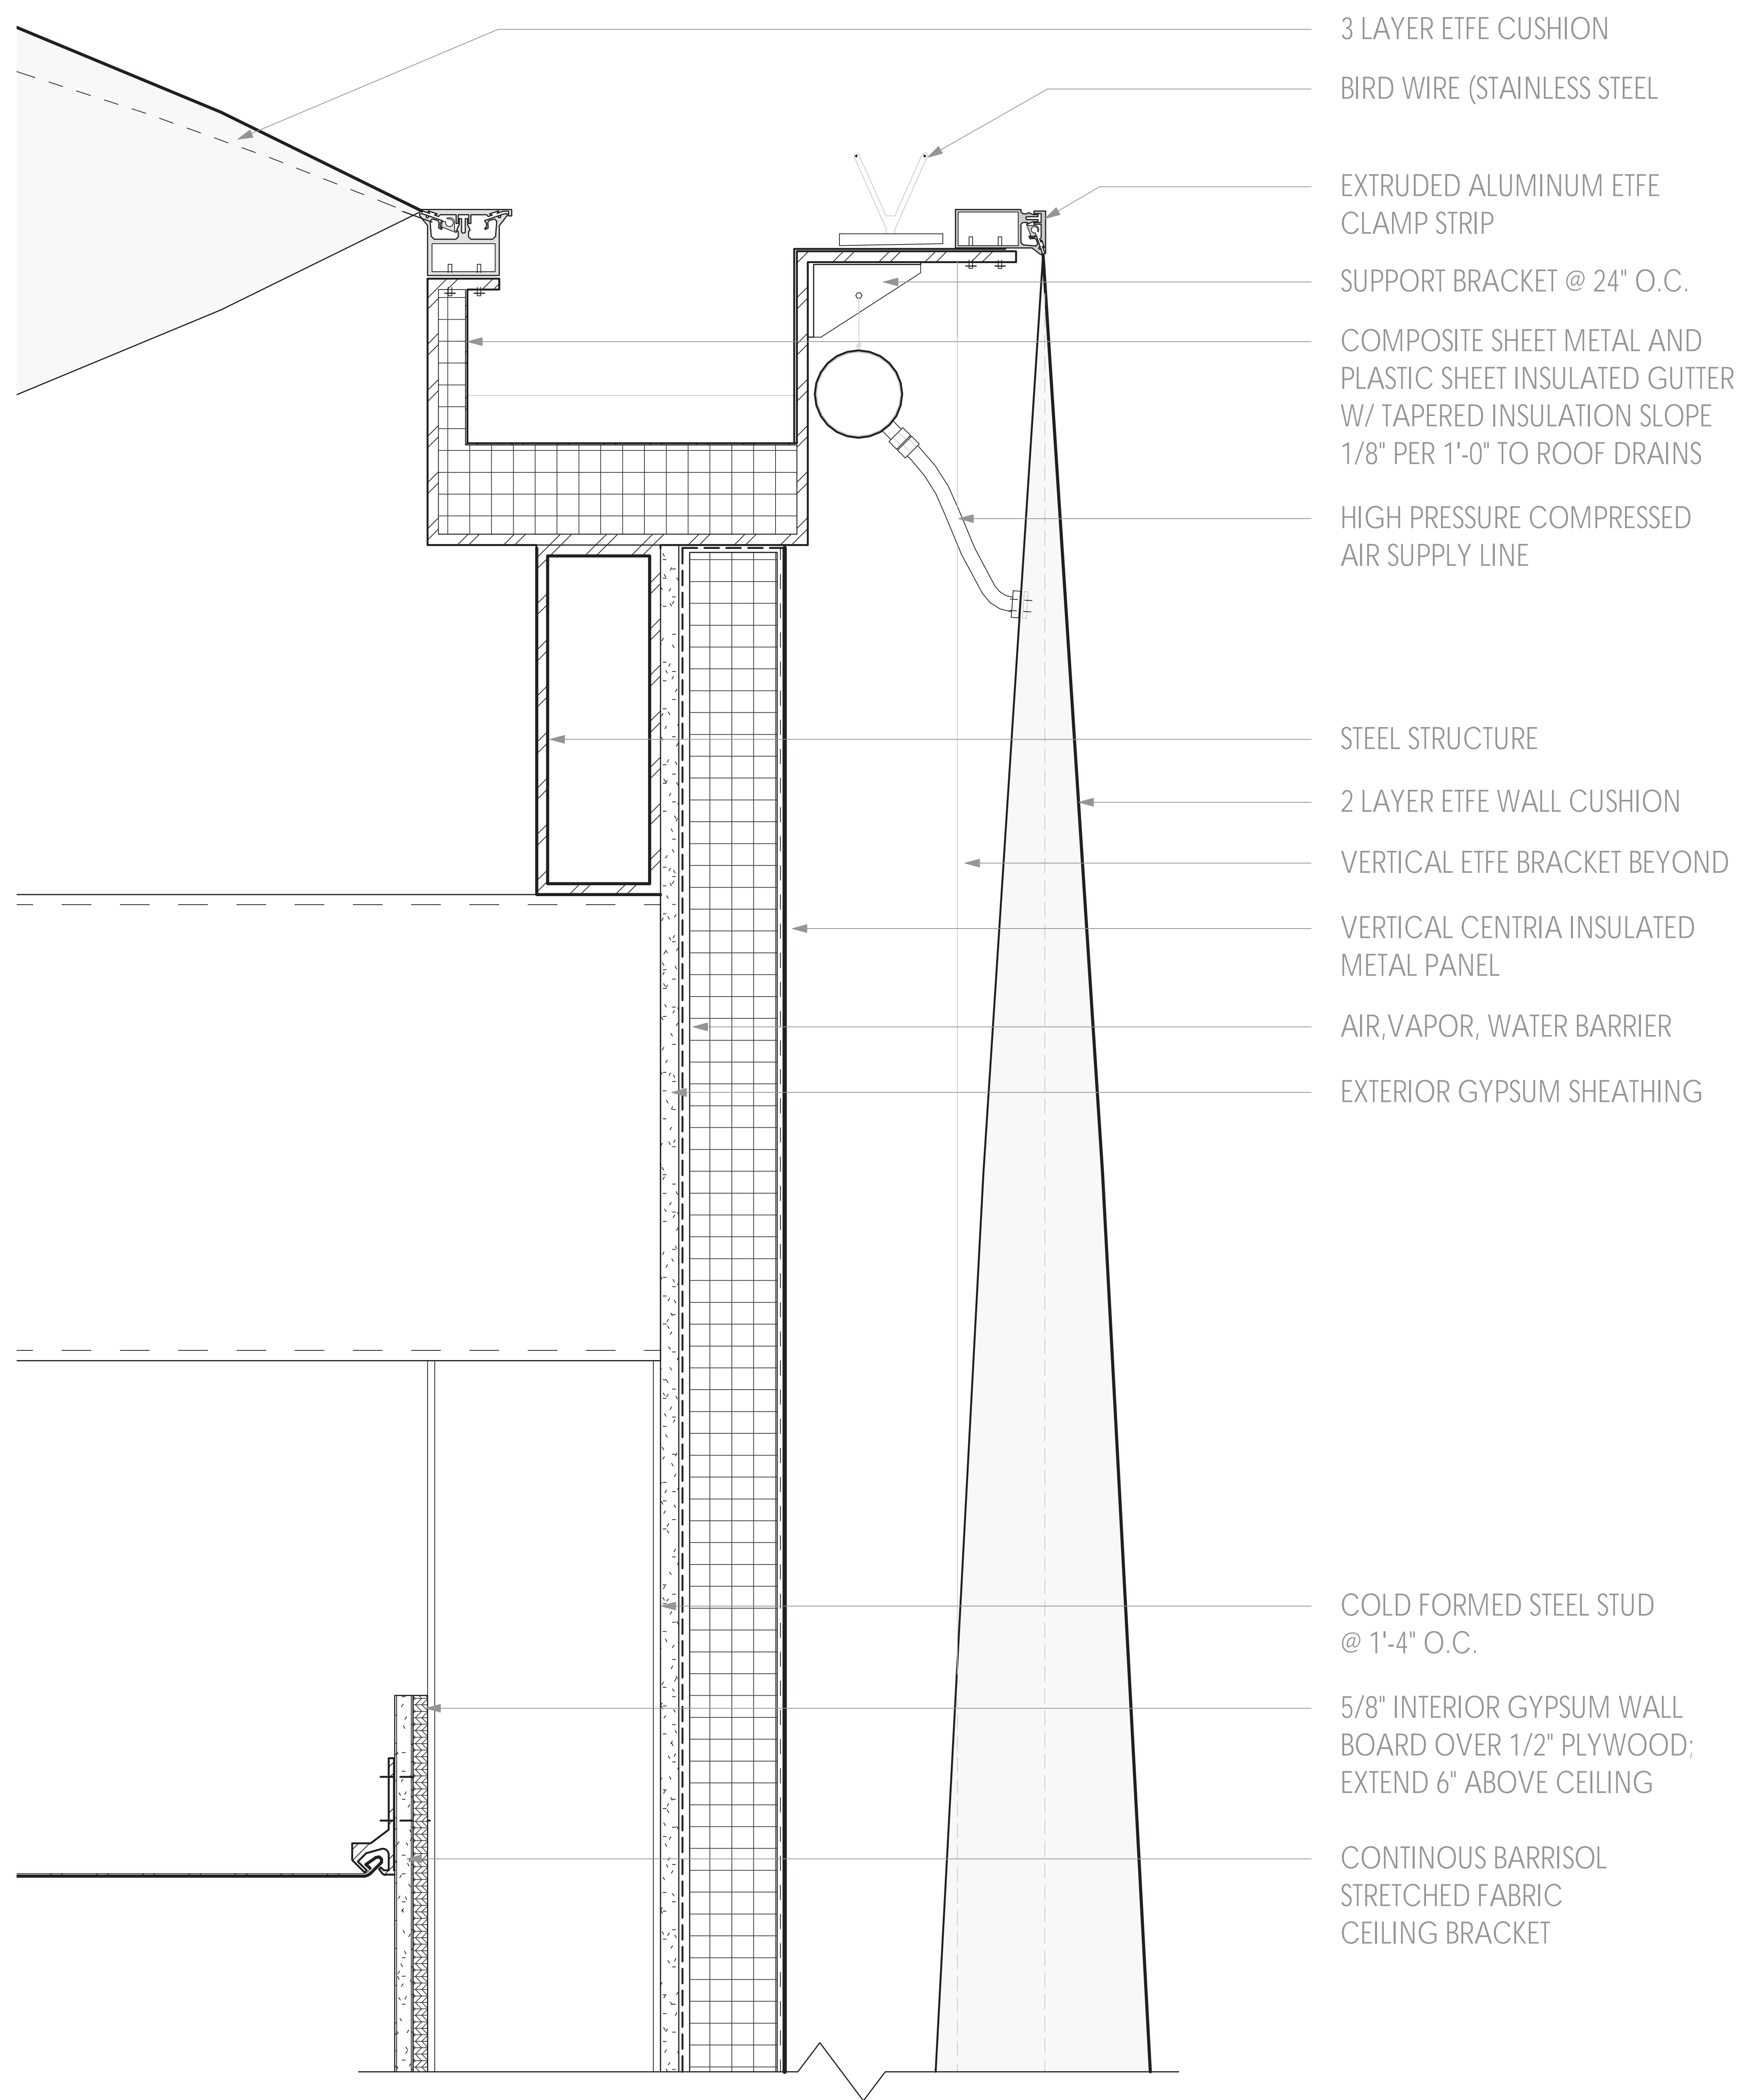 3 LAYER ETFE CUSHION
BIRD WIRE (STAINLESS STEEL
EXTRUDED ALUMINUM ETFE
CLAMP STRIP
SUPPORT BRACKET @ 24" O.C.
COMPOSITE SHEET METAL AND
PLASTIC SHEET INSULATED GUTTER
W/ TAPERED INSULATION SLOPE
1/8" PER 1'-0" TO ROOF DRAINS
HIGH PRESSURE COMPRESSED
AIR SUPPLY LINE
STEEL STRUCTURE
2 LAYER ETFE WALL CUSHION
VERTICAL ETFE BRACKET BEYOND
VERTICAL CENTRIA INSULATED
METAL PANEL
AIR,VAPOR, WATER BARRIER
EXTERIOR GYPSUM SHEATHING
COLD FORMED STEEL STUD
@ 1'-4" O.C.
5/8" INTERIOR GYPSUM WALL
BOARD OVER 1/2" PLYWOOD;
EXTEND 6" ABOVE CEILING
CONTINOUS BARRISOL
STRETCHED FABRIC
CEILING BRACKET